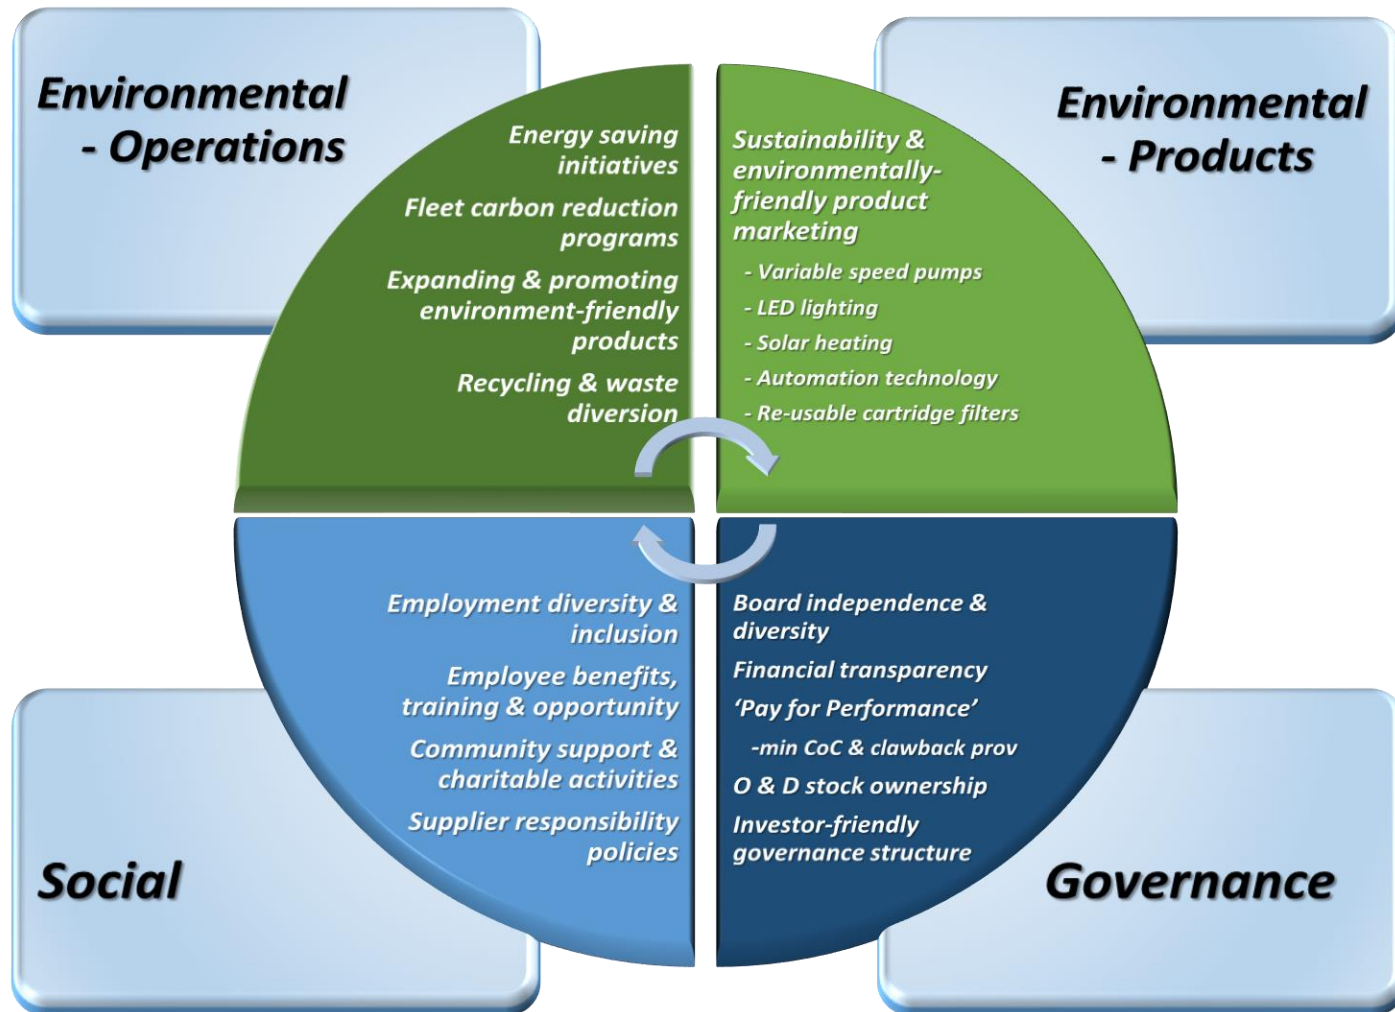 Environmental
- Operations
Energy saving
initiatives
Fleet carbon reduction
programs
Expanding & promoting
environment-friendly
products
Recycling & waste
diversion
Environmental
- Products
Sustainability &
environmentally-
friendly product
marketing
- Variable speed pumps
- LED lighting
- Solar heating
- Automation technology
- Re-usable cartridge filters
Social
Employment diversity &
inclusion
Employee benefits,
training & opportunity
Community support &
charitable activities
Supplier responsibility
policies
Governance
Board independence &
diversity
Financial transparency
‘Pay for Performance’
-min CoC & clawback prov
O & D stock ownership
Investor-friendly
governance structure